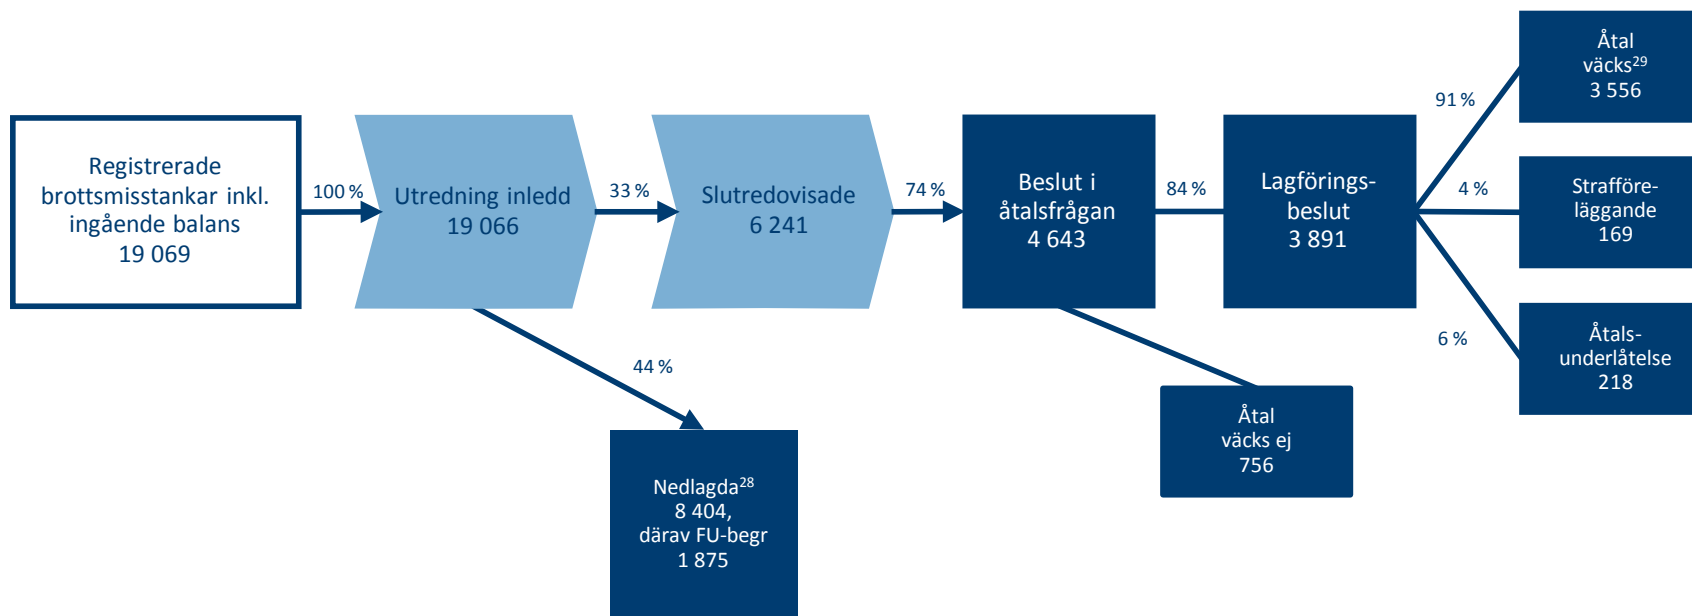 Registrerade
brottsmisstankar inkl.
ingående balans
19 069
100 %
Utredning inledd
19 066
33 %
Slutredovisade
6 241
74 %
Beslut i
åtalsfrågan
4 643
84 %
Lagförings-
beslut
3 891
91 %
Åtal
väcks²⁹
3 556
4 %
Strafföre-
läggande
169
6 %
Åtals-
underlåtelse
218
44 %
Nedlagda²⁸
8 404,
därav FU-begr
1 875
Åtal
väcks ej
756